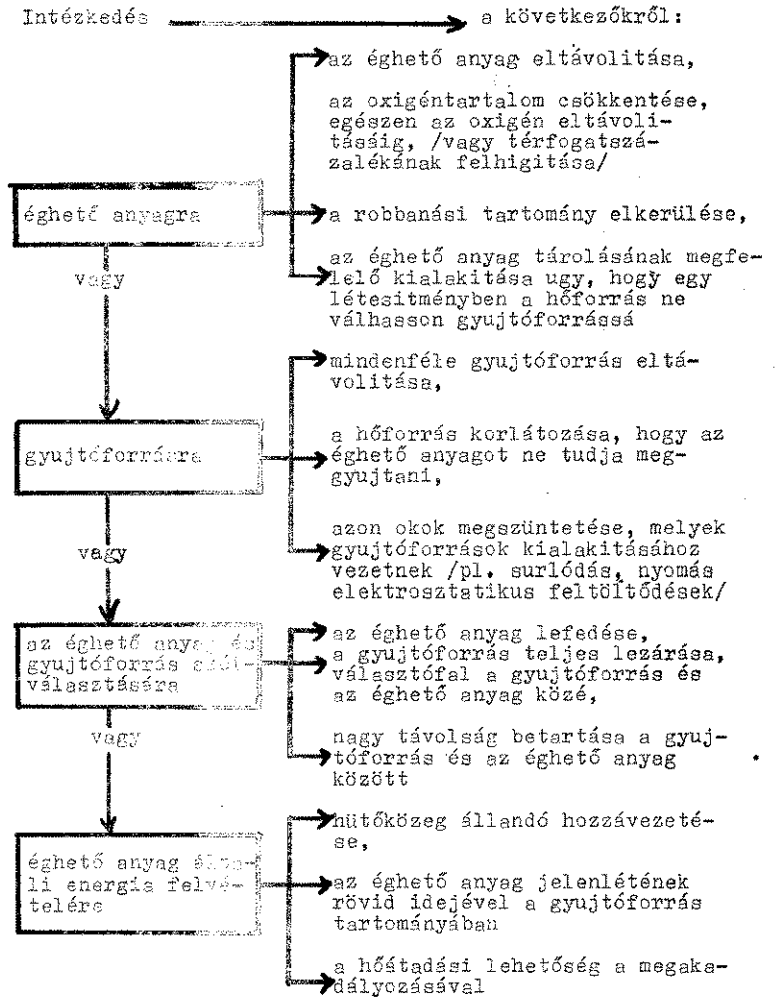 Intézkedés a következőkről:
az éghető anyag eltávolitása,
az oxigéntartalom csökkentése,
egészen az oxigén eltávoli-
tásáig, /vagy térfogatszá-
zalékának felhigitása/
éghető anyagra
a robbanási tartomány elkerülése,
az éghető anyag tárolásának megfe-
lelő kialakitása ugy, hogy egy
létesitményben a hőforrás ne
válhasson gyujtóforrássá
vagy
mindenféle gyujtóforrás eltá-
volitása,
gyujtóforrásra
a hőforrás korlátozása, hogy az
éghető anyagot ne tudja meg-
gyujtani,
azon okok megszüntetése, melyek
gyujtóforrások kialakitásához
vezetnek /pl. surlódás, nyomás
elektrosztatikus feltöltődések/
vagy
az éghető anyag és
gyujtóforrás szét-
választására
az éghető anyag lefedése,
a gyujtóforrás teljes lezárása,
választófal a gyujtóforrás és
az éghető anyag közé,
nagy távolság betartása a gyuj-
tóforrás és az éghető anyag
között
vagy
hütőközeg állandó hozzávezeté-
se,
éghető anyag álta-
li energia felvé-
telére
az éghető anyag jelenlétének
rövid idejével a gyujtóforrás
tartományában
a hőátadási lehetőség a megaka-
dályozásával